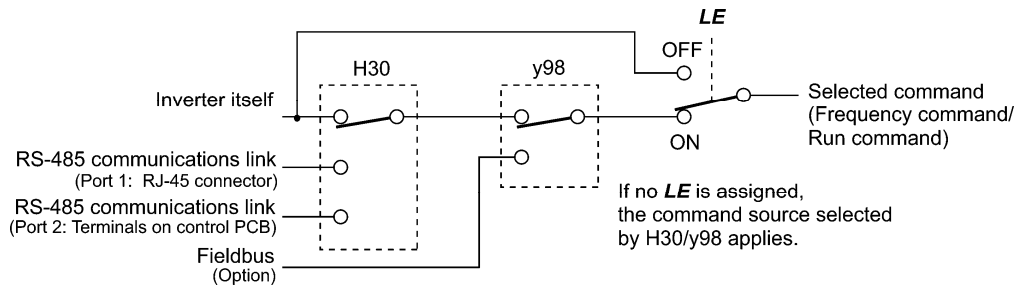 LE
OFF
H30
y98
Inverter itself
Selected command
(Frequency command/
Run command)
ON
RS-485 communications link
(Port 1: RJ-45 connector)
RS-485 communications link
(Port 2: Terminals on control PCB)
If no LE is assigned,
the command source selected
by H30/y98 applies.
Fieldbus
(Option)